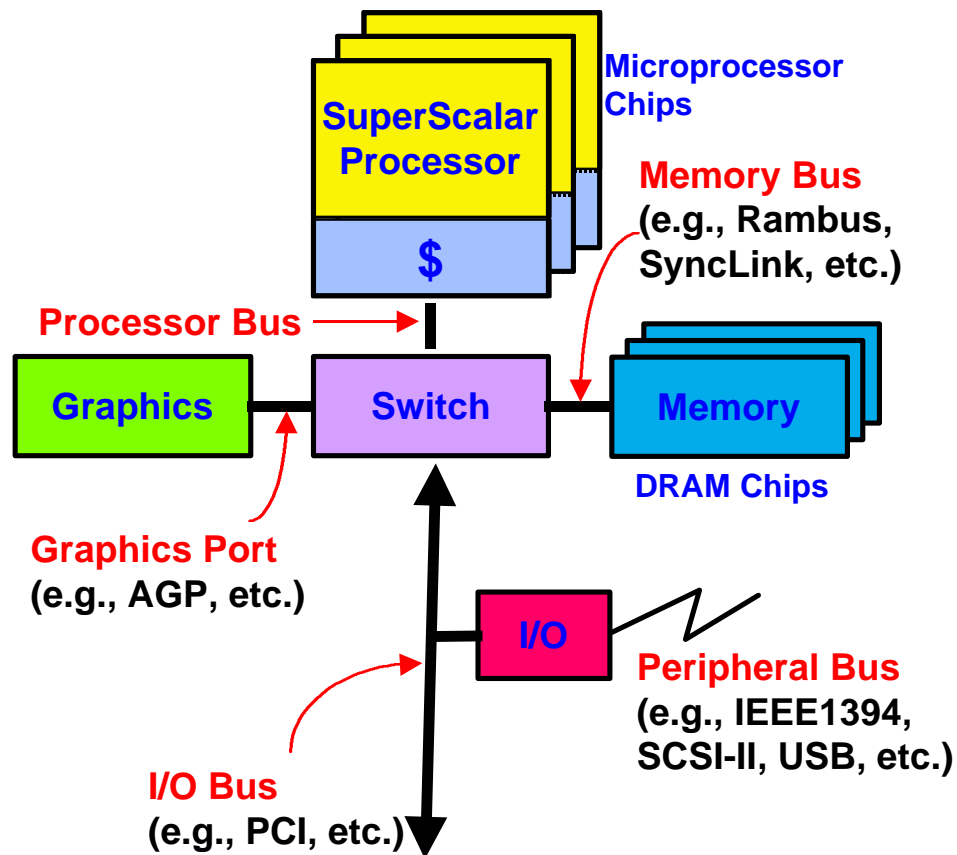 Microprocessor
Chips
SuperScalar
Processor
$
Memory Bus
(e.g., Rambus,
SyncLink, etc.)
Processor Bus
Graphics
Switch
Memory
DRAM Chips
Graphics Port
(e.g., AGP, etc.)
I/O
Peripheral Bus
(e.g., IEEE1394,
SCSI-II, USB, etc.)
I/O Bus
(e.g., PCI, etc.)